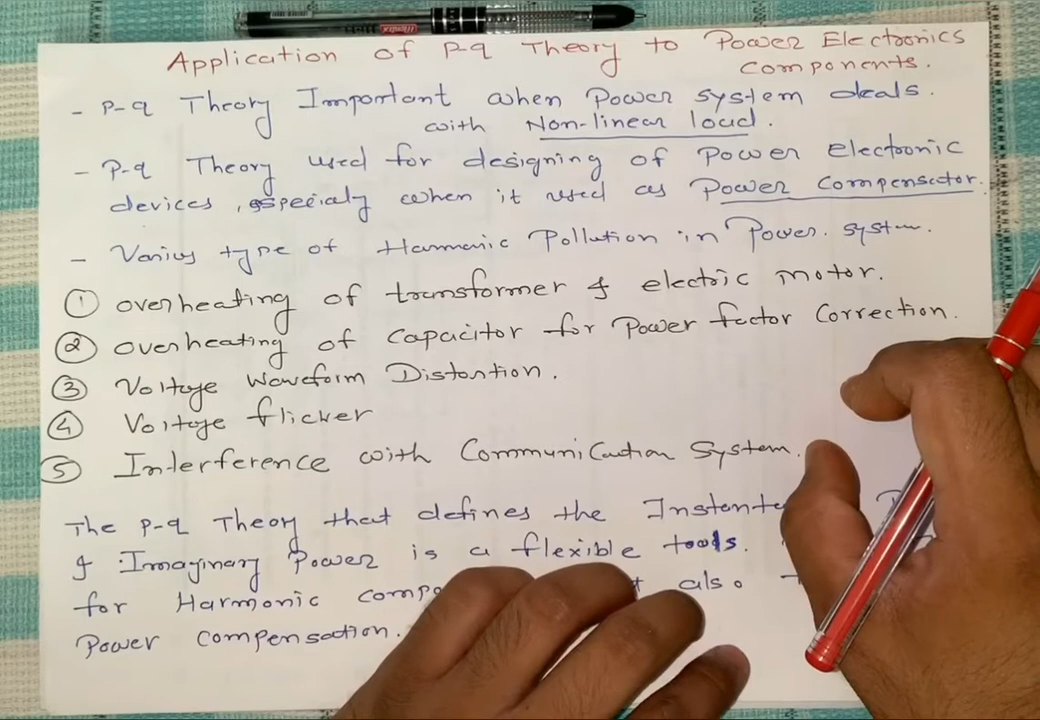 Application of P-q Theory to Power Electronics
Components.
- P-q Theory Important when Power system deals.
with Non-linear load.
- P-q Theory used for designing of Power electronic
devices, especialy when it used as Power Compensator.
- Various type of Harmonic Pollution in Power. system.
① overheating of transformer & electric motor.
② overheating of capacitor for Power factor Correction.
③ Voltage Waveform Distortion.
④ Voltage flicker
⑤ Interference with Communication System.
The P-q Theory that defines the
& Imaginary Power is a flexible tools.
for Harmonic also
Power compensation.